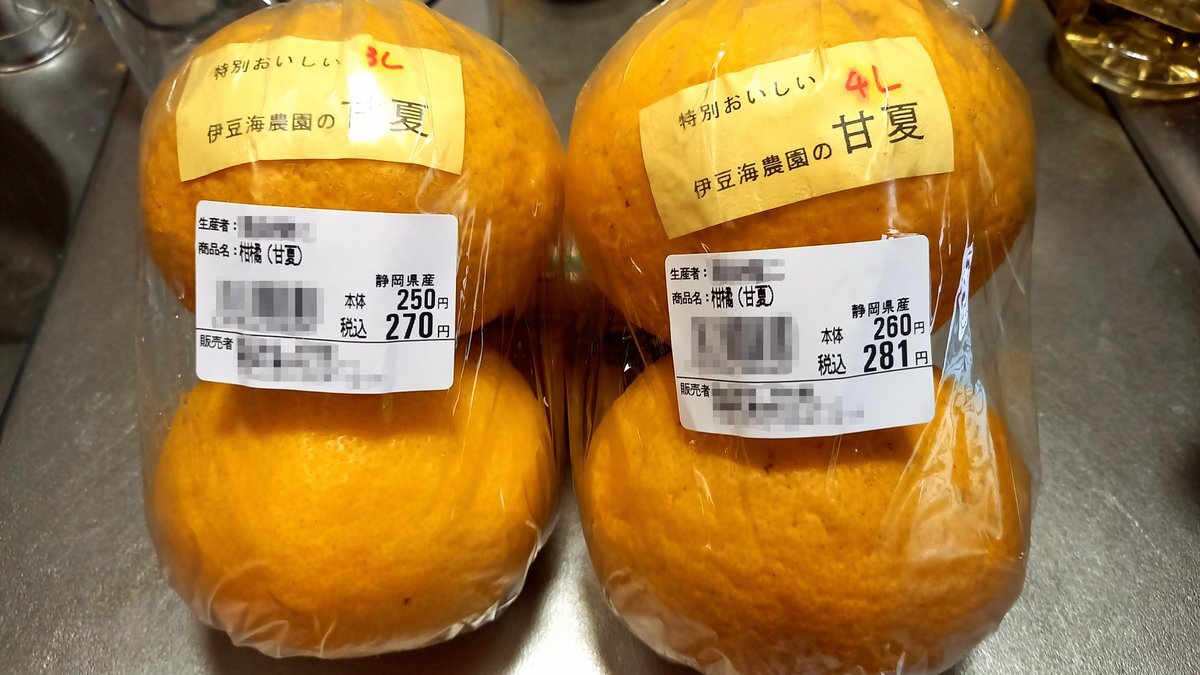 特別おいしい 3L
伊豆海農園の甘夏
生産者：
商品名：柑橘（甘夏）
静岡県産
本体 250円
税込 270円
販売者
特別おいしい 4L
伊豆海農園の甘夏
生産者：
商品名：柑橘（甘夏）
静岡県産
本体 260円
税込 281円
販売者